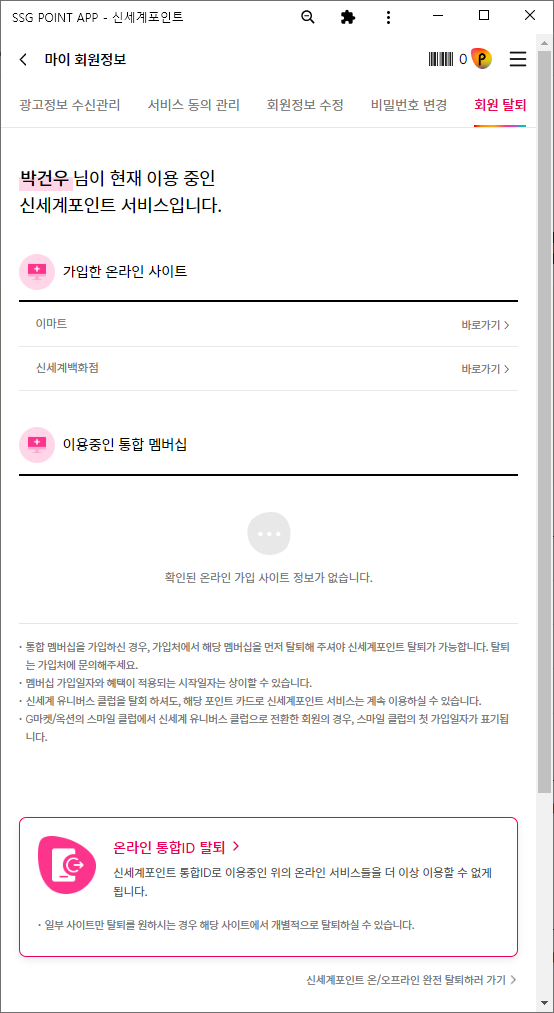 SSG POINT APP - 신세계포인트
마이 회원정보
0 P
광고정보 수신관리 서비스 동의 관리 회원정보 수정 비밀번호 변경 회원 탈퇴
박건우 님이 현재 이용 중인
신세계포인트 서비스입니다.
가입한 온라인 사이트
이마트 바로가기 >
신세계백화점 바로가기 >
이용중인 통합 멤버십
확인된 온라인 가입 사이트 정보가 없습니다.
· 통합 멤버십을 가입하신 경우, 가입처에서 해당 멤버십을 먼저 탈퇴해 주셔야 신세계포인트 탈퇴가 가능합니다. 탈퇴
는 가입처에 문의해주세요.
· 멤버십 가입일자와 혜택이 적용되는 시작일자는 상이할 수 있습니다.
· 신세계 유니버스 클럽을 탈회 하셔도, 해당 포인트 카드로 신세계포인트 서비스는 계속 이용하실 수 있습니다.
· G마켓/옥션의 스마일 클럽에서 신세계 유니버스 클럽으로 전환한 회원의 경우, 스마일 클럽의 첫 가입일자가 표기됩
니다.
온라인 통합ID 탈퇴 >
신세계포인트 통합ID로 이용중인 위의 온라인 서비스들을 더 이상 이용할 수 없게
됩니다.
· 일부 사이트만 탈퇴를 원하시는 경우 해당 사이트에서 개별적으로 탈퇴하실 수 있습니다.
신세계포인트 온/오프라인 완전 탈퇴하러 가기 >